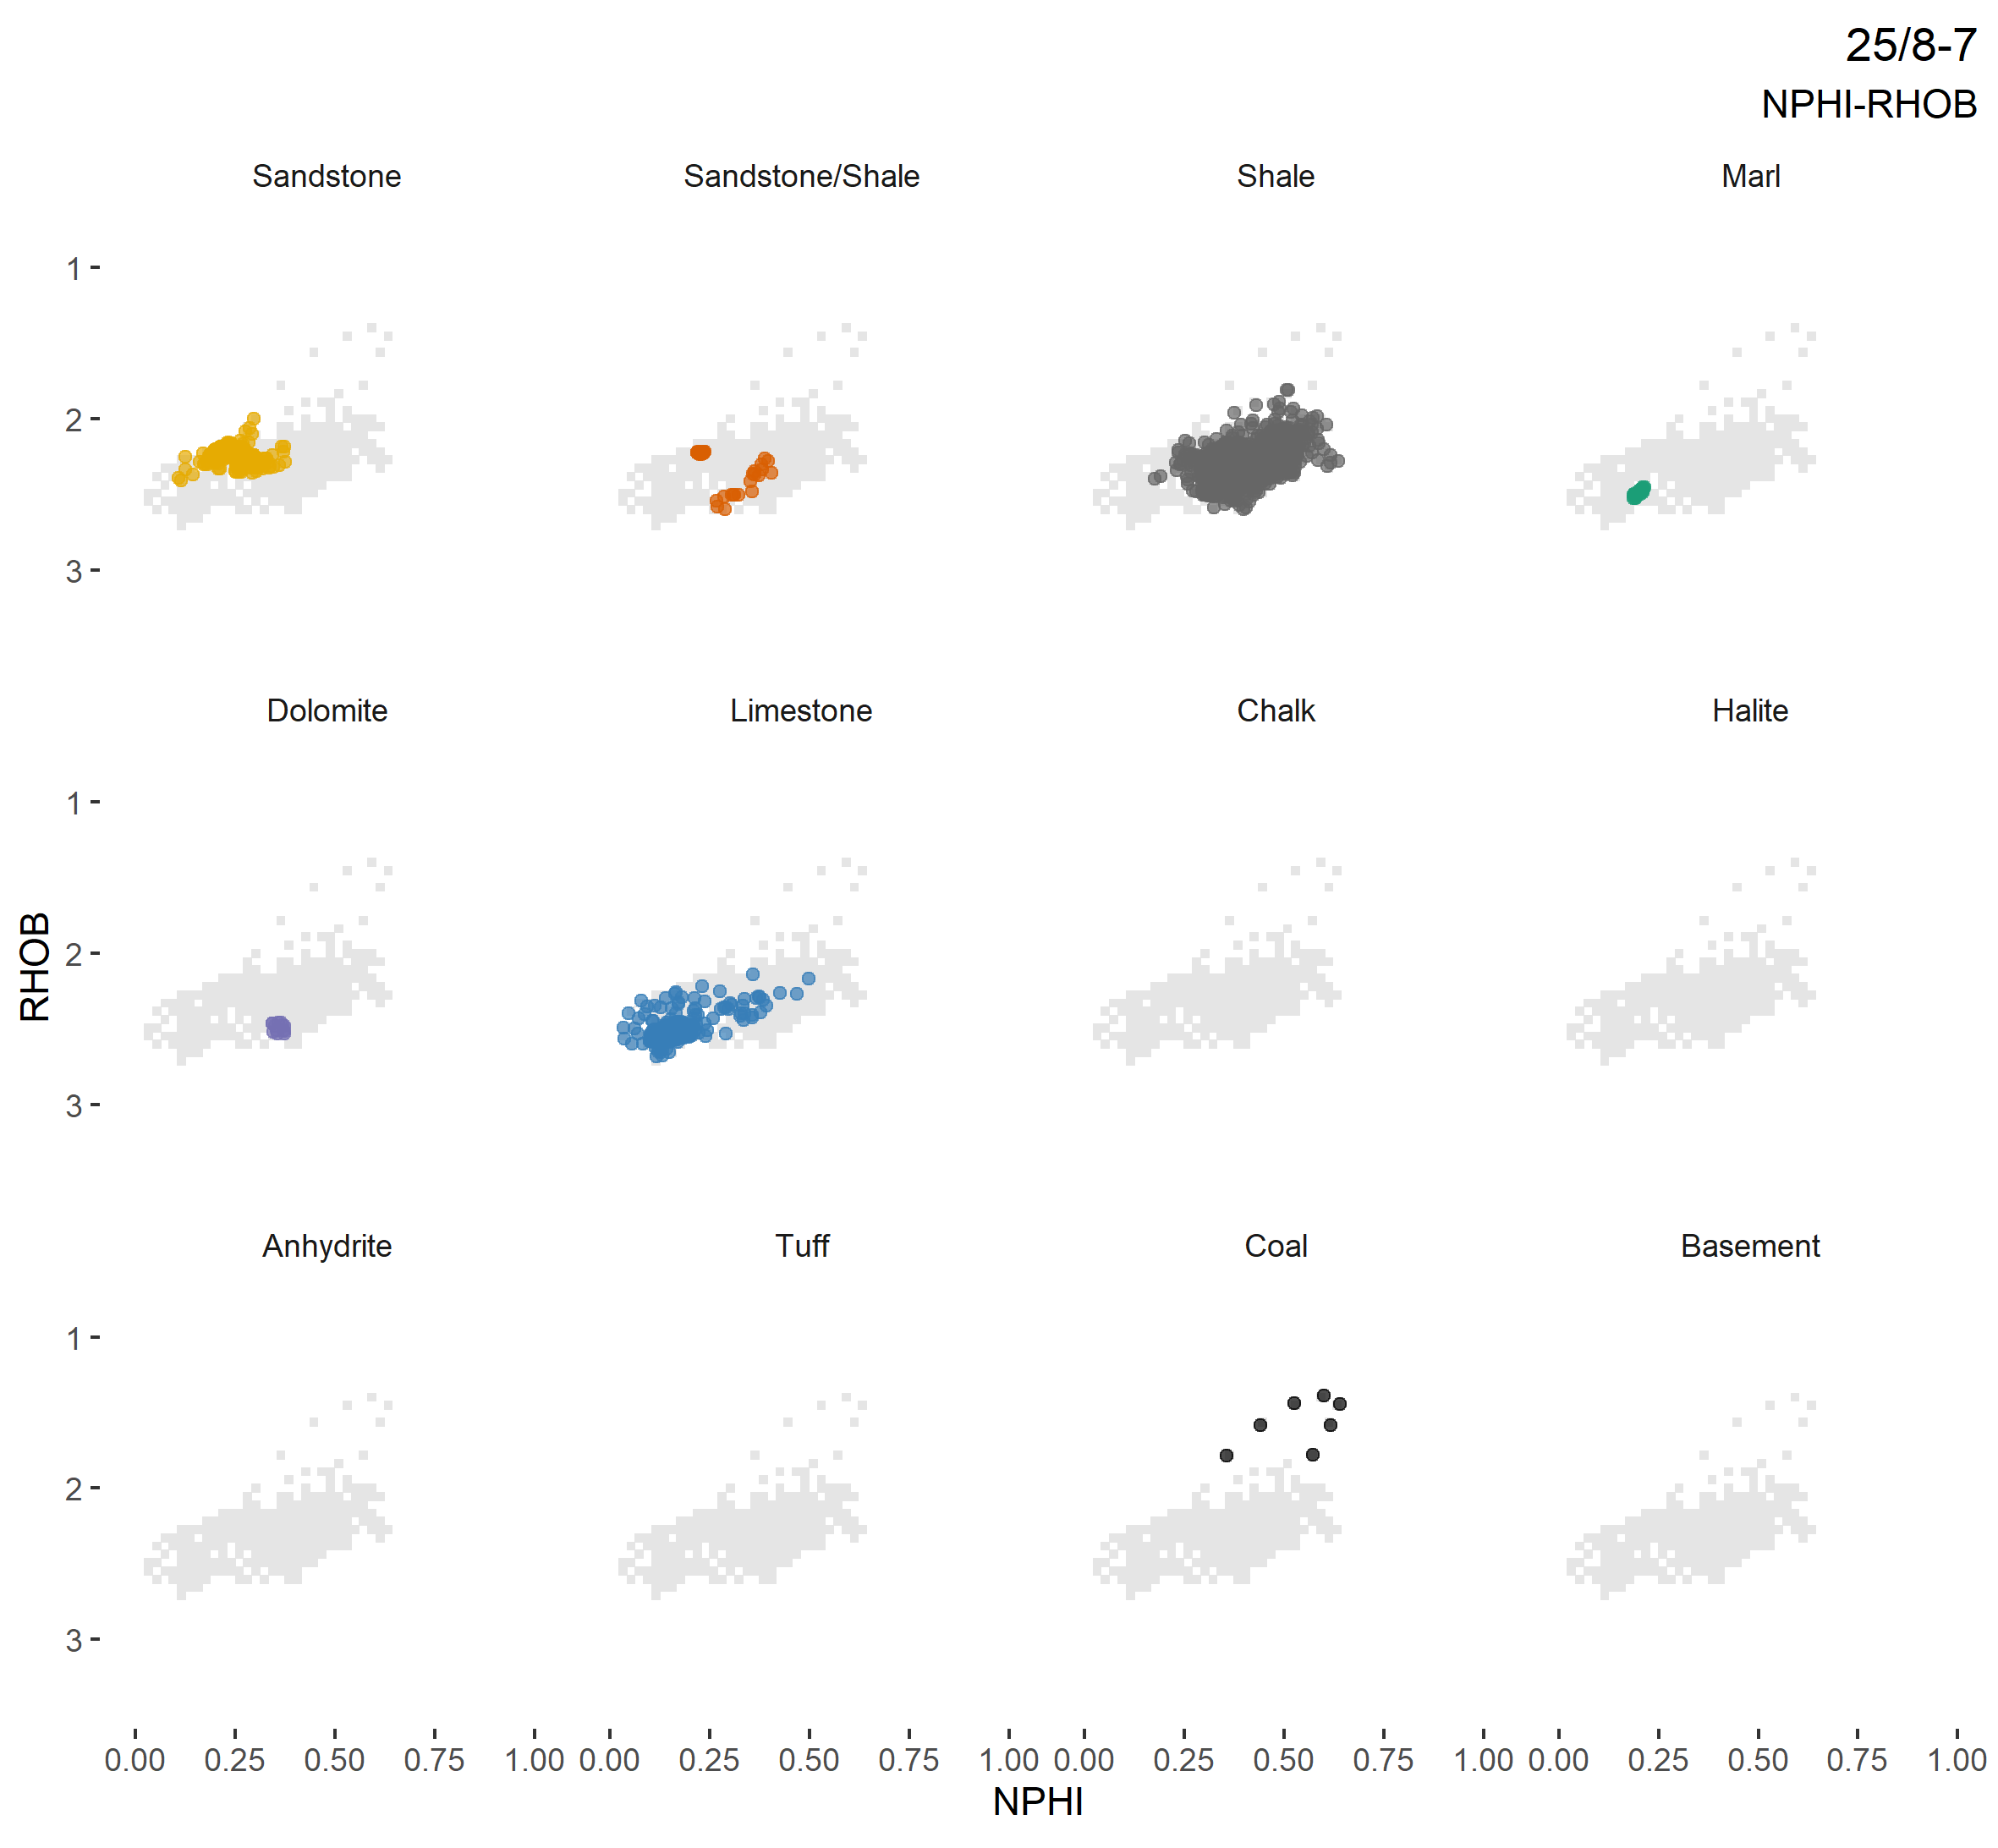 25/8-7
NPHI-RHOB
Sandstone Sandstone/Shale Shale Marl
1
2
3
Dolomite Limestone Chalk Halite
1
2
3
RHOB
Anhydrite Tuff Coal Basement
1
2
3
0.00 0.25 0.50 0.75 1.00 0.00 0.25 0.50 0.75 1.00 0.00 0.25 0.50 0.75 1.00 0.00 0.25 0.50 0.75 1.00
NPHI